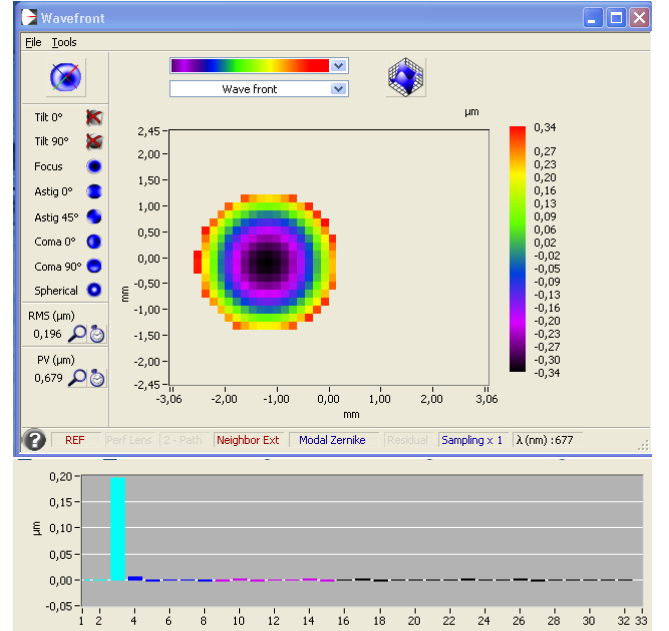 Wavefront
File Tools
Wave front
Tilt 0°
Tilt 90°
Focus
Astig 0°
Astig 45°
Coma 0°
Coma 90°
Spherical
RMS (µm)
0,196
PV (µm)
0,679
µm
2,45
2,00
1,50
1,00
0,50
0,00
-0,50
-1,00
-1,50
-2,00
-2,45
mm
-3,06 -2,00 -1,00 0,00 1,00 2,00 3,06
mm
0,34
0,27
0,23
0,20
0,16
0,13
0,09
0,06
0,02
-0,02
-0,05
-0,09
-0,13
-0,16
-0,20
-0,23
-0,27
-0,30
-0,34
REF Perf Lens Z - Path Neighbor Ext Modal Zernike Residual Sampling x 1 λ (nm) :677
0,20
0,15
0,10
0,05
0,00
-0,05
µm
1 2 4 6 8 10 12 14 16 18 20 22 24 26 28 30 32 33